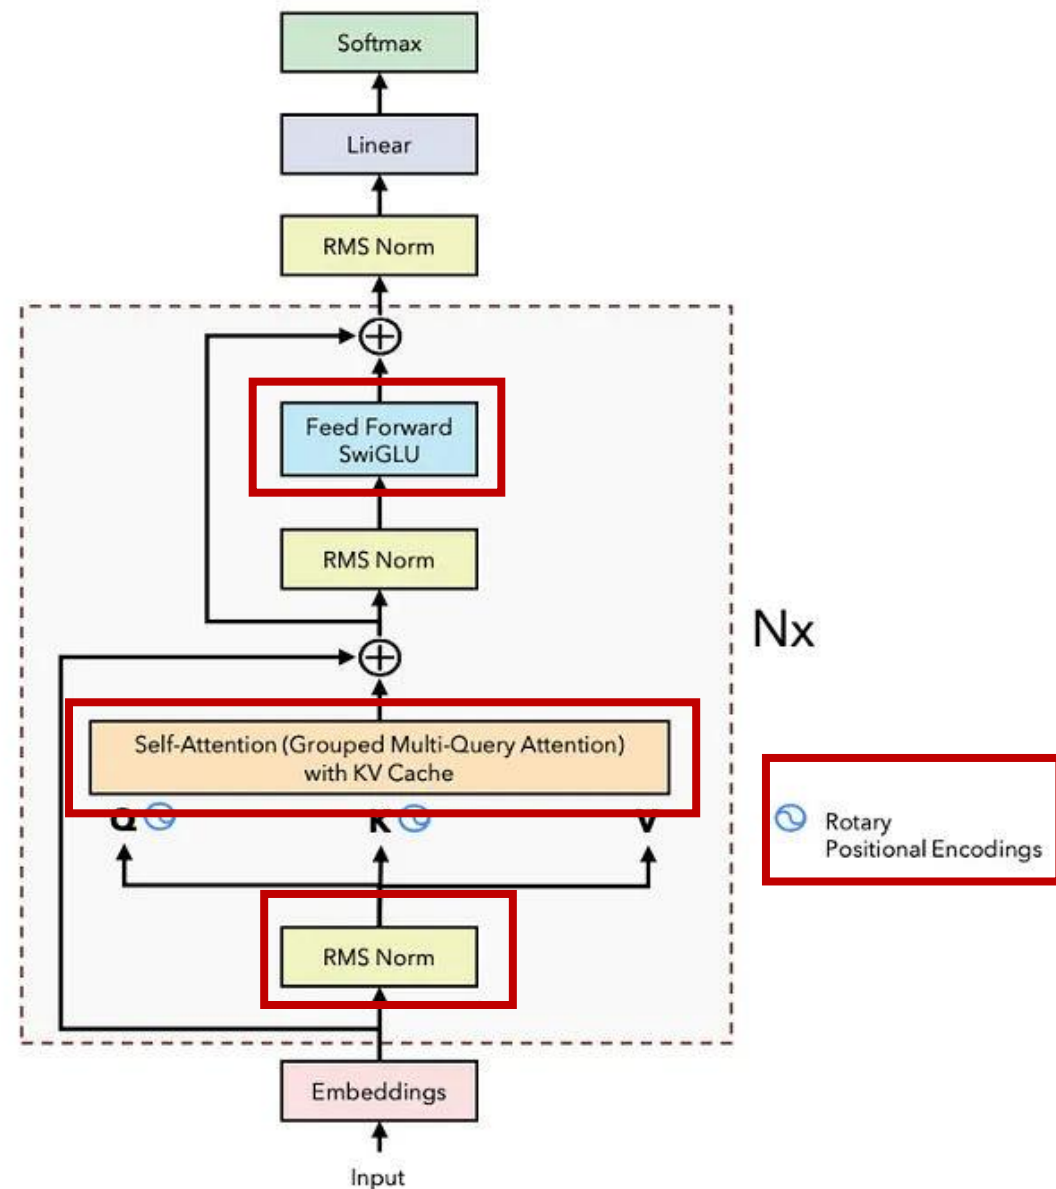 Softmax
Linear
RMS Norm
Feed Forward
SwiGLU
RMS Norm
Nx
Self-Attention (Grouped Multi-Query Attention)
with KV Cache
Q K V
Rotary
Positional Encodings
RMS Norm
Embeddings
Input